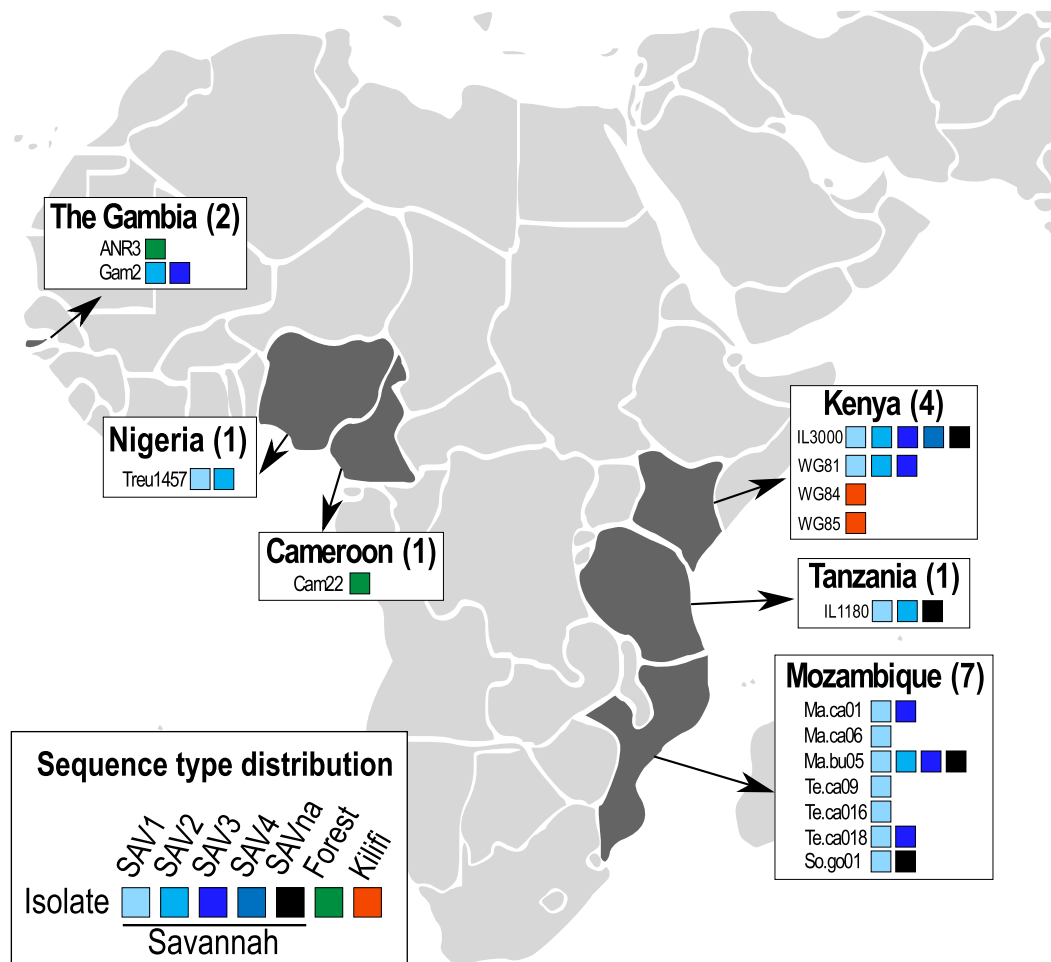 The Gambia (2)
ANR3
Gam2
Nigeria (1)
Treu1457
Cameroon (1)
Cam22
Kenya (4)
IL3000
WG81
WG84
WG85
Tanzania (1)
IL1180
Mozambique (7)
Ma.ca01
Ma.ca06
Ma.bu05
Te.ca09
Te.ca016
Te.ca018
So.go01
Sequence type distribution
SAV1 SAV2 SAV3 SAV4 SAVna Forest Kilifi
Isolate
Savannah